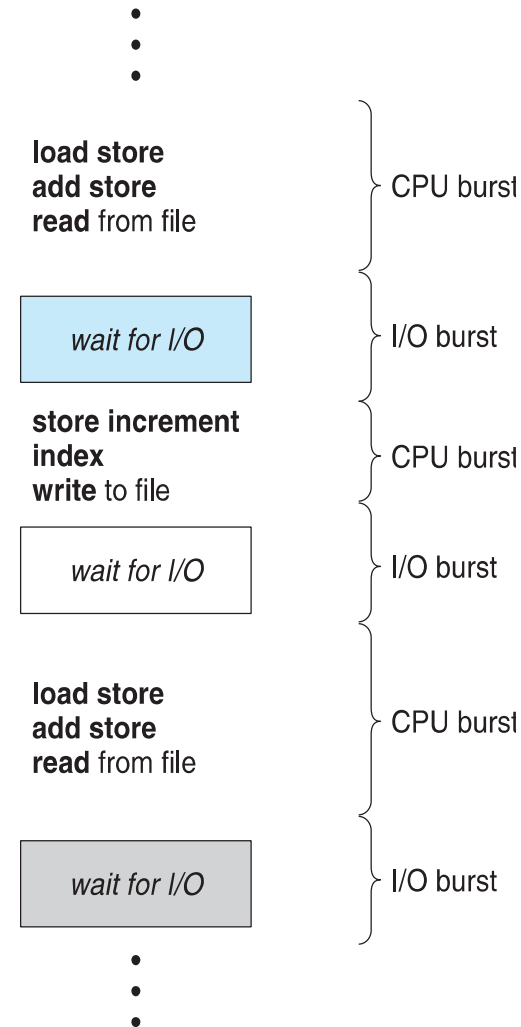 load store
add store
read from file
CPU burst
wait for I/O
I/O burst
store increment
index
write to file
CPU burst
wait for I/O
I/O burst
load store
add store
read from file
CPU burst
wait for I/O
I/O burst